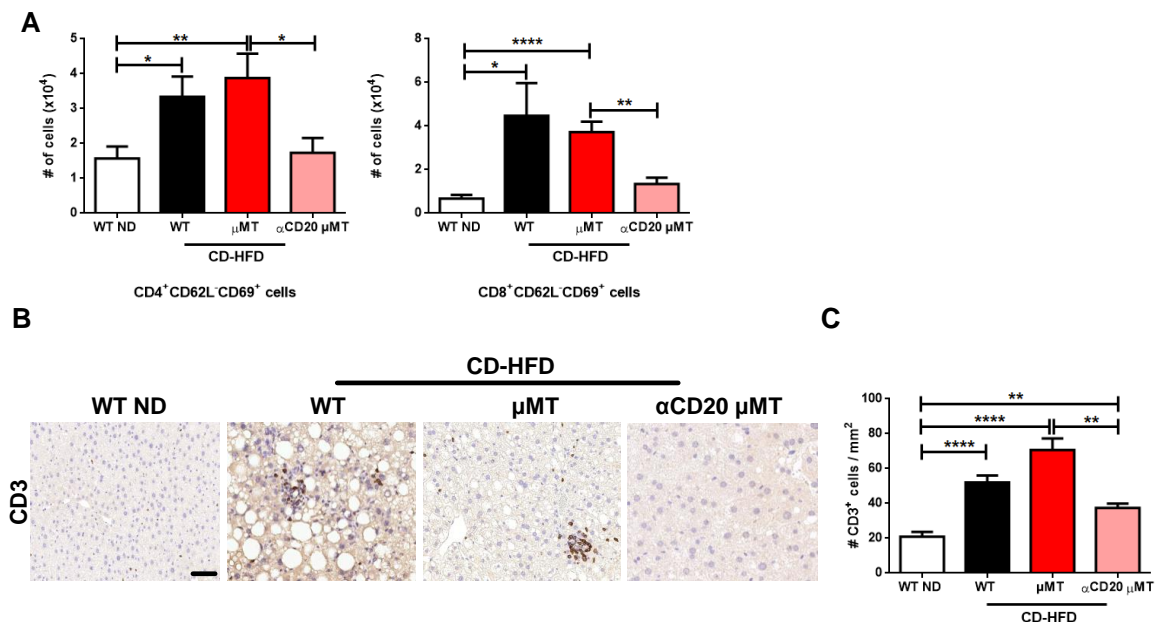 A
# of cells (x10⁴)
5
4
3
2
1
0
**
*
*
WT ND
WT
μMT
αCD20 μMT
CD-HFD
CD4⁺CD62L⁻CD69⁺ cells
# of cells (x10⁴)
8
6
4
2
0
****
*
**
WT ND
WT
μMT
αCD20 μMT
CD-HFD
CD8⁺CD62L⁻CD69⁺ cells
B
CD-HFD
WT ND
WT
μMT
αCD20 μMT
CD3
C
# CD3⁺ cells / mm²
100
80
60
40
20
0
**
****
**
****
WT ND
WT
μMT
αCD20 μMT
CD-HFD